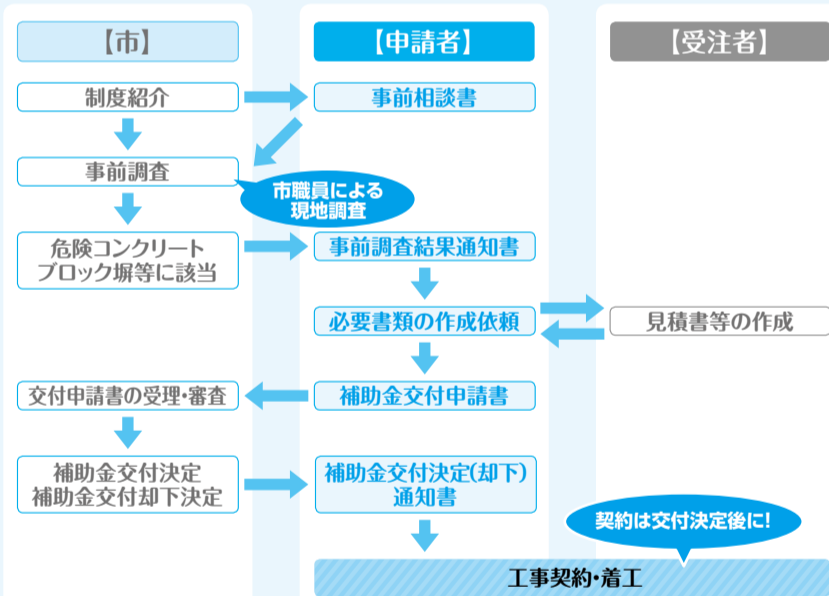 【市】
【申請者】
【受注者】
制度紹介
事前相談書
事前調査
市職員による
現地調査
危険コンクリート
ブロック塀等に該当
事前調査結果通知書
必要書類の作成依頼
見積書等の作成
交付申請書の受理・審査
補助金交付申請書
補助金交付決定
補助金交付却下決定
補助金交付決定(却下)
通知書
契約は交付決定後に!
工事契約・着工